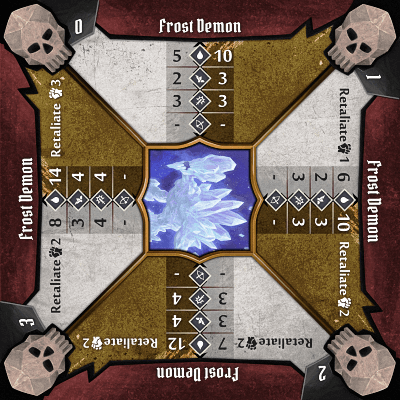 0
Frost Demon
5 10
2 3
3 3
- -
1
Frost Demon
Retaliate 1
Retaliate 2
6 10
2 3
3 3
- -
2
Frost Demon
Retaliate 2
Retaliate 2
7 12
3 4
3 4
- -
3
Frost Demon
Retaliate 2
Retaliate 3
8 14
3 4
3 4
- -